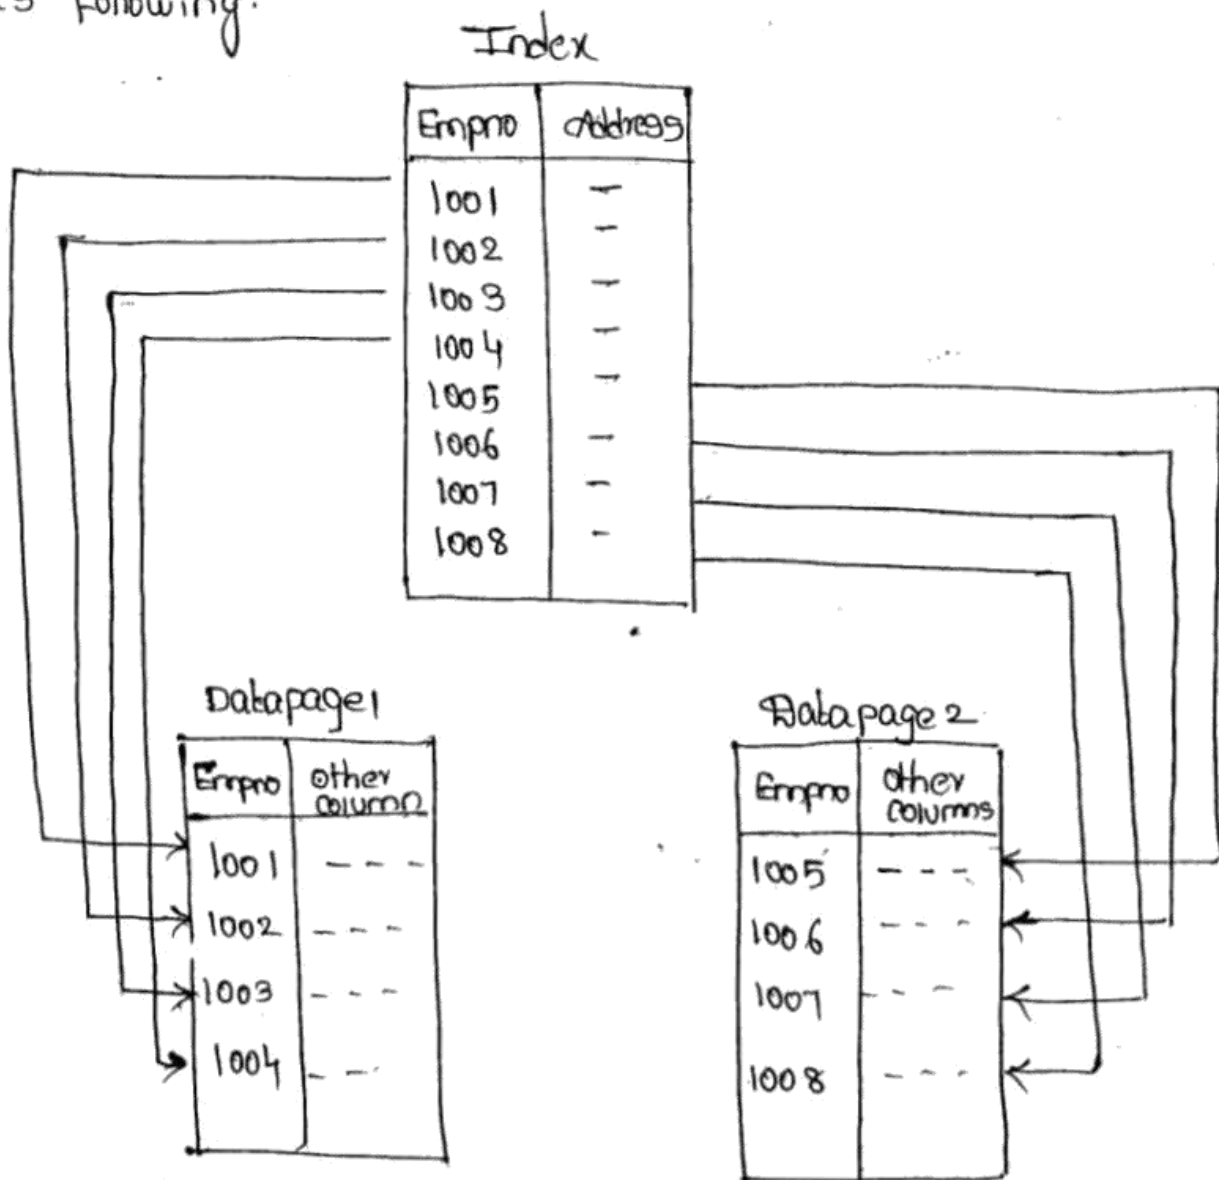 following.
Index
Empno Address
1001 –
1002 –
1003 –
1004 –
1005 –
1006 –
1007 –
1008 -
Datapage1
Empno other
column
1001 - - -
1002 - - -
1003 - - -
1004 - - -
Datapage 2
Empno other
columns
1005 - - -
1006 - - -
1007 - - -
1008 - - -